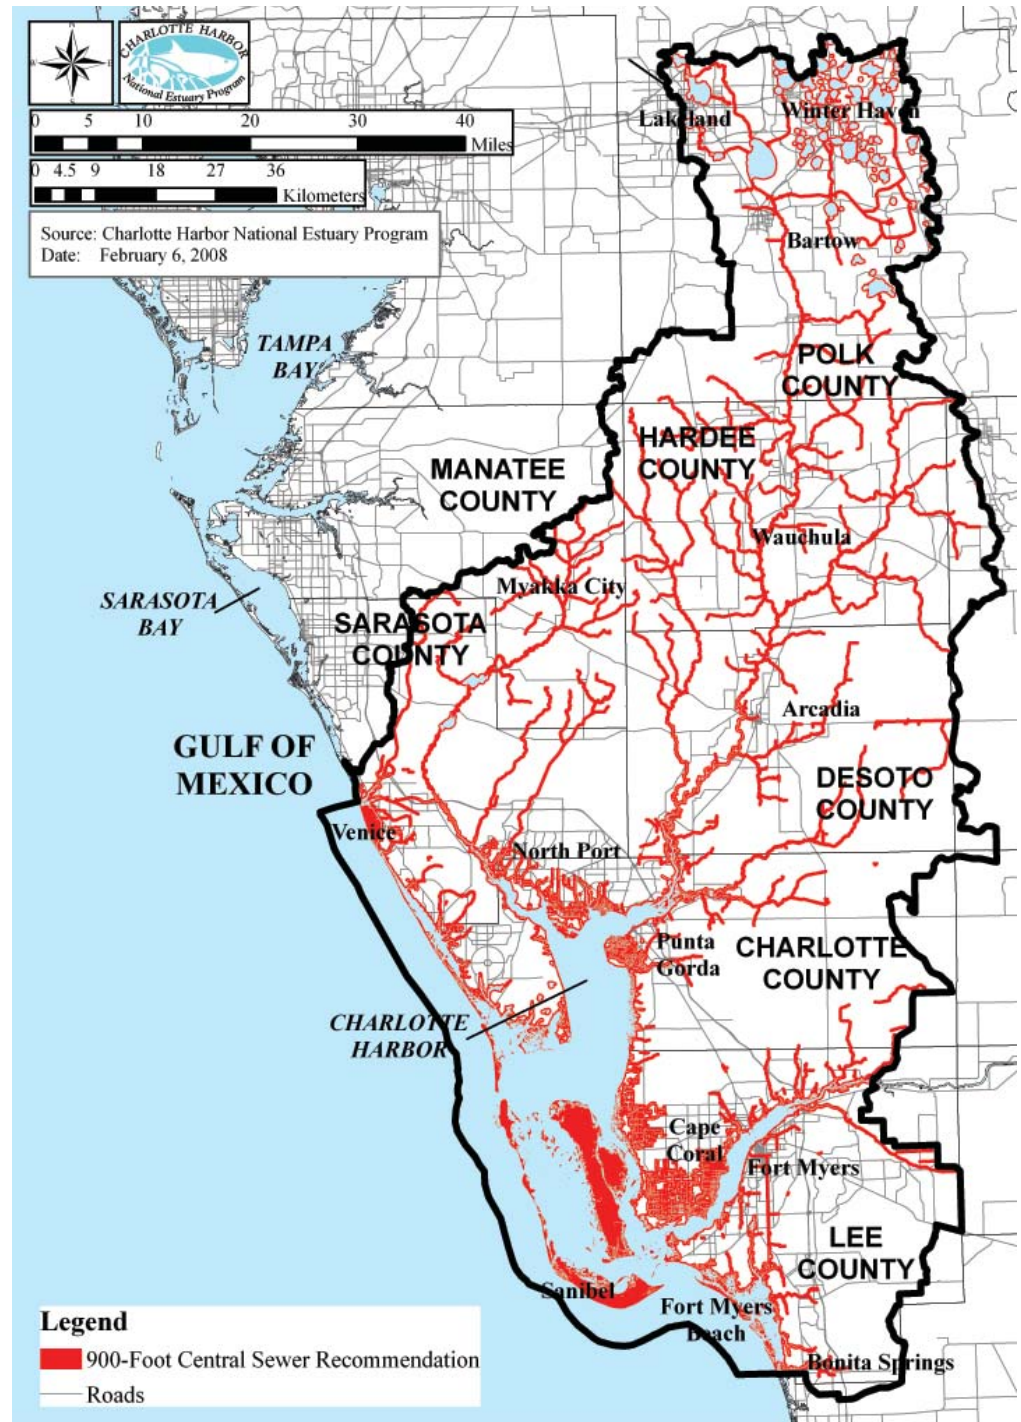 N
W
E
S
CHARLOTTE HARBOR
National Estuary Program
0 5 10 20 30 40
Miles
0 4.5 9 18 27 36
Kilometers
Source: Charlotte Harbor National Estuary Program
Date: February 6, 2008
Lakeland
Winter Haven
Bartow
TAMPA
BAY
POLK
COUNTY
HARDEE
COUNTY
MANATEE
COUNTY
Wauchula
Myakka City
SARASOTA
BAY
SARASOTA
COUNTY
Arcadia
GULF OF
MEXICO
DESOTO
COUNTY
Venice
North Port
Punta
Gorda
CHARLOTTE
COUNTY
CHARLOTTE
HARBOR
Cape
Coral
Fort Myers
LEE
COUNTY
Sanibel
Fort Myers
Beach
Bonita Springs
Legend
900-Foot Central Sewer Recommendation
Roads